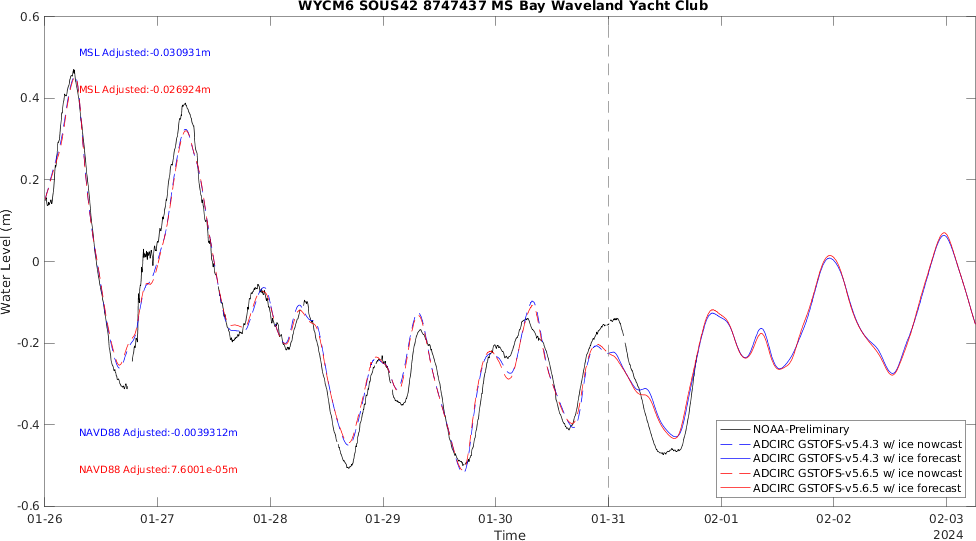 WYCM6 SOUS42 8747437 MS Bay Waveland Yacht Club
0.6
0.4
0.2
0
-0.2
-0.4
-0.6
Water Level (m)
MSL Adjusted:-0.030931m
MSL Adjusted:-0.026924m
NAVD88 Adjusted:-0.0039312m
NAVD88 Adjusted:7.6001e-05m
NOAA-Preliminary
ADCIRC GSTOFS-v5.4.3 w/ ice nowcast
ADCIRC GSTOFS-v5.4.3 w/ ice forecast
ADCIRC GSTOFS-v5.6.5 w/ ice nowcast
ADCIRC GSTOFS-v5.6.5 w/ ice forecast
01-26 01-27 01-28 01-29 01-30 01-31 02-01 02-02 02-03
Time
2024